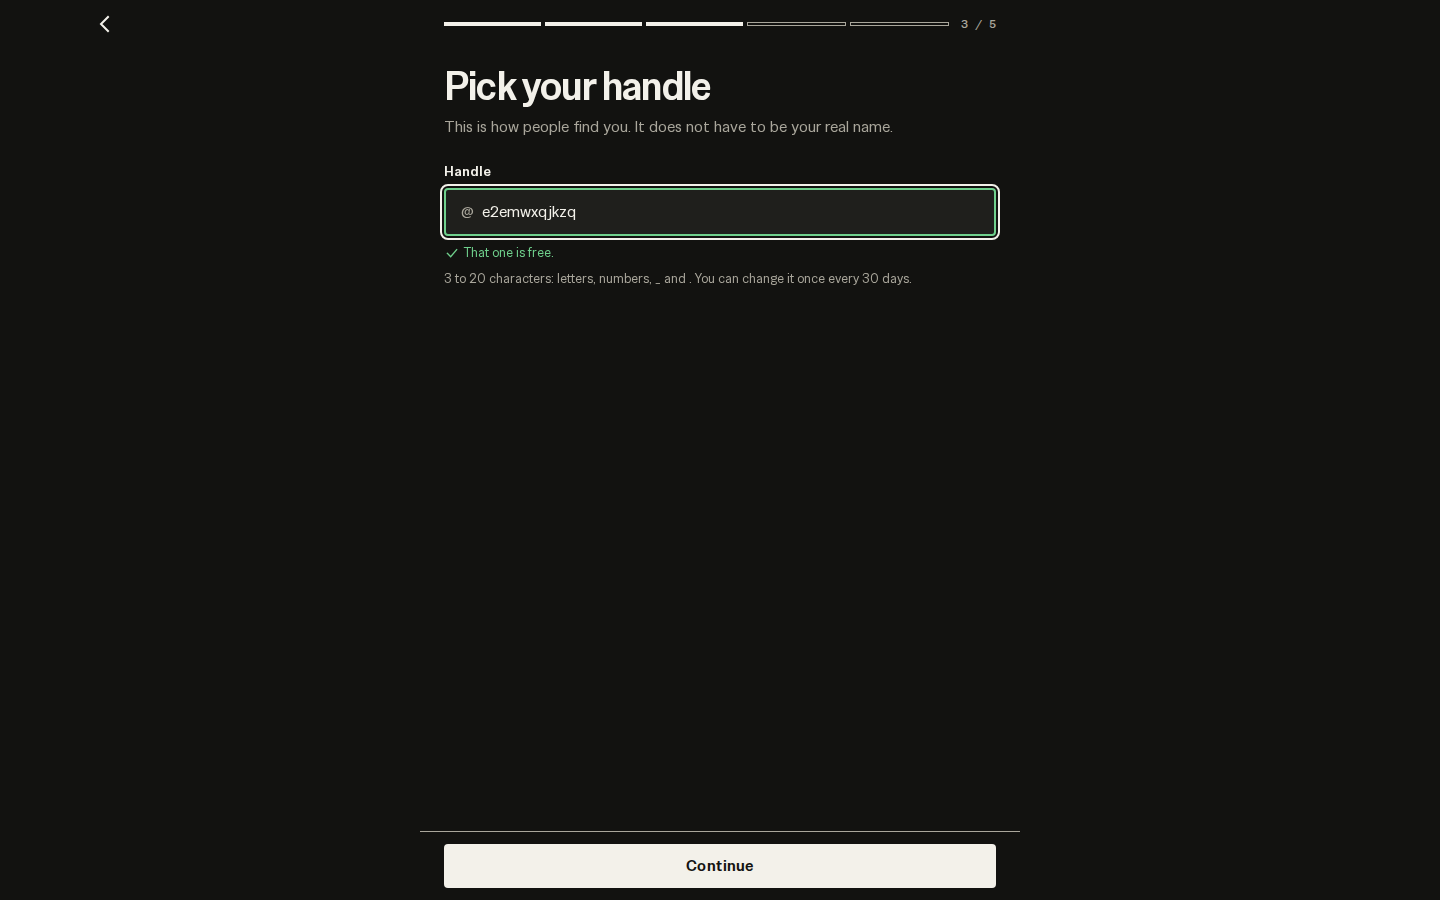 3 / 5
Pick your handle
This is how people find you. It does not have to be your real name.
Handle
@ e2emwxqjkzq
That one is free.
3 to 20 characters: letters, numbers, _ and . You can change it once every 30 days.
Continue